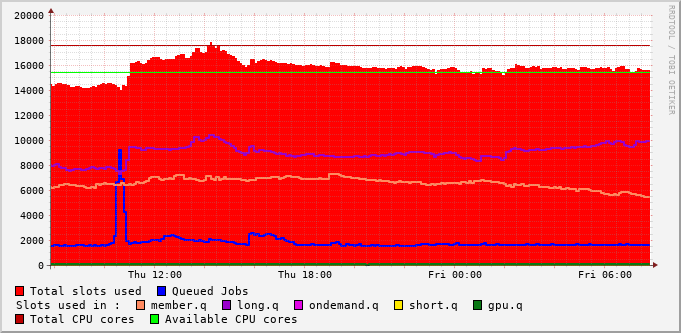 20000
18000
16000
14000
12000
10000
8000
6000
4000
2000
0
Thu 12:00 Thu 18:00 Fri 00:00 Fri 06:00
RRDTOOL / TOBI OETIKER
Total slots used Queued Jobs
Slots used in : member.q long.q ondemand.q short.q gpu.q
Total CPU cores Available CPU cores